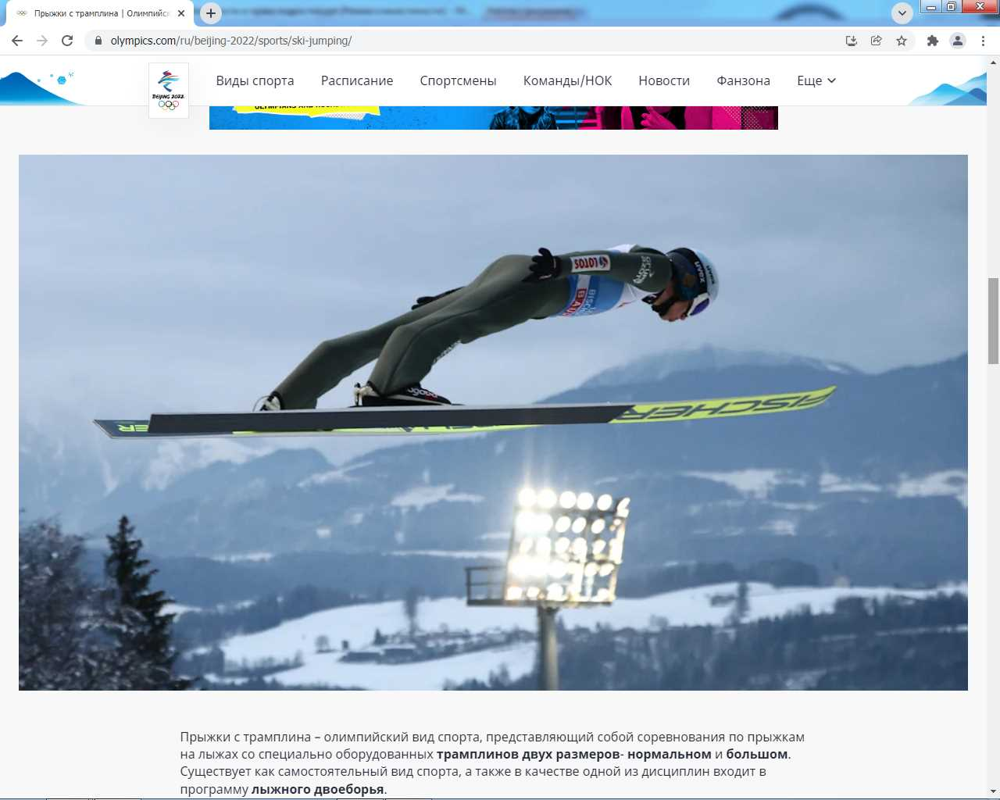 Прыжки с трамплина | Олимпийс
olympics.com/ru/beijing-2022/sports/ski-jumping/
BEIJING 2022
Виды спорта Расписание Спортсмены Команды/НОК Новости Фанзона Еще
LOTOS
uvex
uvex
FISCHER
Прыжки с трамплина – олимпийский вид спорта, представляющий собой соревнования по прыжкам
на лыжах со специально оборудованных трамплинов двух размеров- нормальном и большом.
Существует как самостоятельный вид спорта, а также в качестве одной из дисциплин входит в
программу лыжного двоеборья.